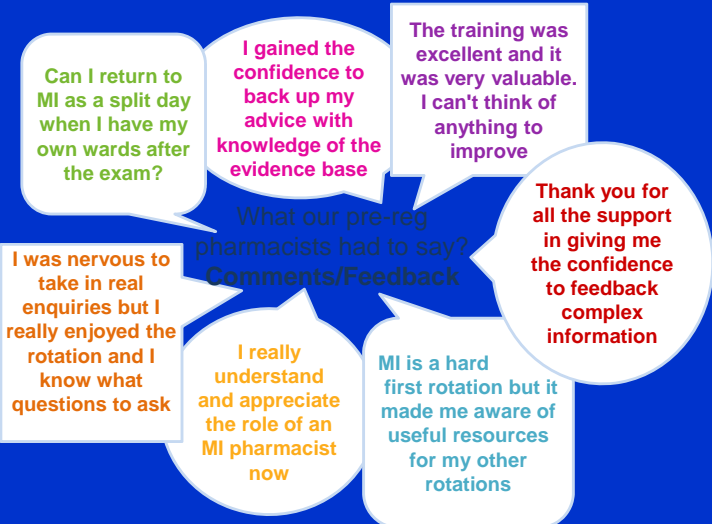 Can I return to
MI as a split day
when I have my
own wards after
the exam?
I gained the
confidence to
back up my
advice with
knowledge of the
evidence base
The training was
excellent and it
was very valuable.
I can't think of
anything to
improve
What our pre-reg
pharmacists had to say?
Comments/Feedback
Thank you for
all the support
in giving me
the confidence
to feedback
complex
information
I was nervous to
take in real
enquiries but I
really enjoyed the
rotation and I
know what
questions to ask
I really
understand
and appreciate
the role of an
MI pharmacist
now
MI is a hard
first rotation but it
made me aware of
useful resources
for my other
rotations